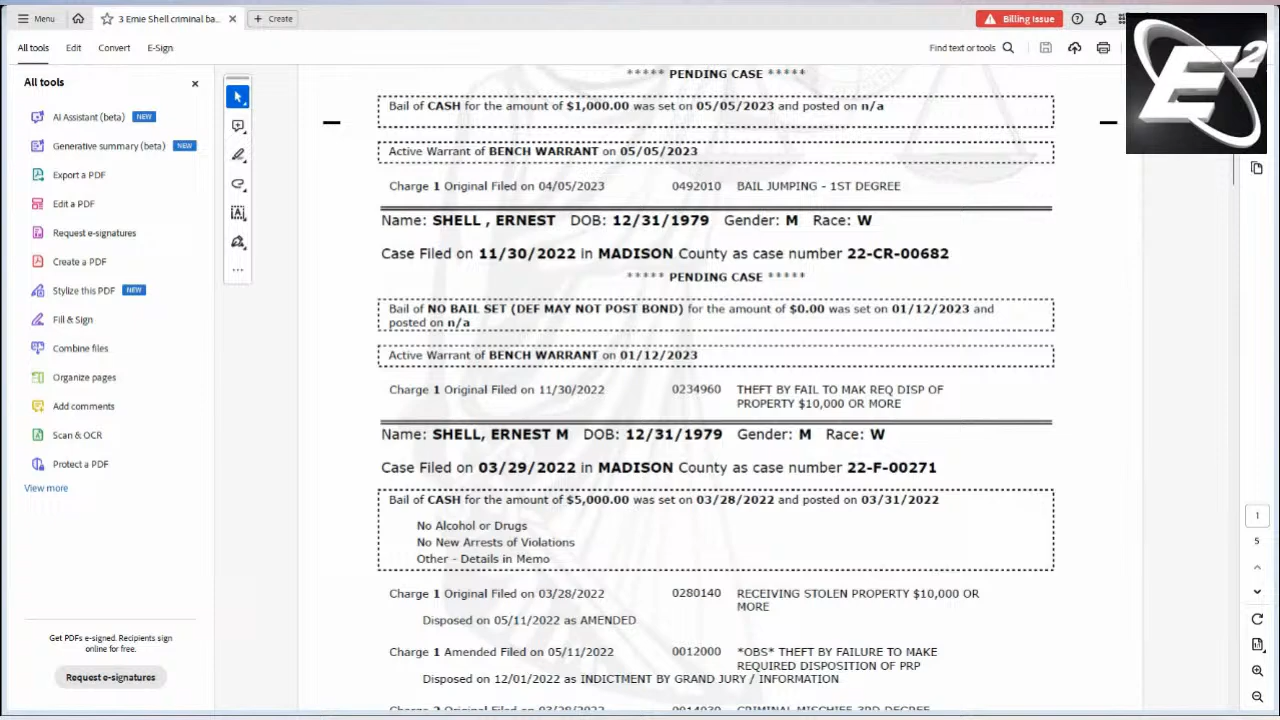 Menu
3 Ernie Shell criminal ba...
Create
Billing Issue
All tools
Edit
Convert
E-Sign
Find text or tools
All tools
AI Assistant (beta) NEW
Generative summary (beta) NEW
Export a PDF
Edit a PDF
Request e-signatures
Create a PDF
Stylize this PDF NEW
Fill & Sign
Combine files
Organize pages
Add comments
Scan & OCR
Protect a PDF
View more
Get PDFs e-signed. Recipients sign
online for free.
Request e-signatures
***** PENDING CASE *****
Bail of CASH for the amount of $1,000.00 was set on 05/05/2023 and posted on n/a
Active Warrant of BENCH WARRANT on 05/05/2023
Charge 1 Original Filed on 04/05/2023 0492010 BAIL JUMPING - 1ST DEGREE
Name: SHELL , ERNEST DOB: 12/31/1979 Gender: M Race: W
Case Filed on 11/30/2022 in MADISON County as case number 22-CR-00682
***** PENDING CASE *****
Bail of NO BAIL SET (DEF MAY NOT POST BOND) for the amount of $0.00 was set on 01/12/2023 and
posted on n/a
Active Warrant of BENCH WARRANT on 01/12/2023
Charge 1 Original Filed on 11/30/2022 0234960 THEFT BY FAIL TO MAK REQ DISP OF
PROPERTY $10,000 OR MORE
Name: SHELL, ERNEST M DOB: 12/31/1979 Gender: M Race: W
Case Filed on 03/29/2022 in MADISON County as case number 22-F-00271
Bail of CASH for the amount of $5,000.00 was set on 03/28/2022 and posted on 03/31/2022
No Alcohol or Drugs
No New Arrests of Violations
Other - Details in Memo
Charge 1 Original Filed on 03/28/2022 0280140 RECEIVING STOLEN PROPERTY $10,000 OR
MORE
Disposed on 05/11/2022 as AMENDED
Charge 1 Amended Filed on 05/11/2022 0012000 *OBS* THEFT BY FAILURE TO MAKE
REQUIRED DISPOSITION OF PRP
Disposed on 12/01/2022 as INDICTMENT BY GRAND JURY / INFORMATION
E2
1
5